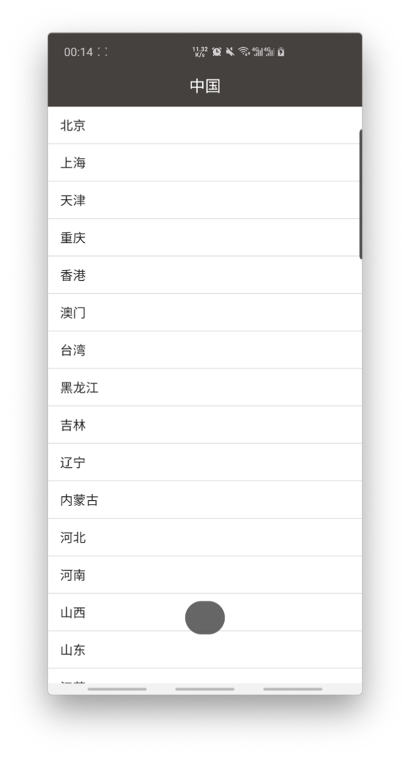 00:14
11.32
K/s
4G 4G
中国
北京
上海
天津
重庆
香港
澳门
台湾
黑龙江
吉林
辽宁
内蒙古
河北
河南
山西
山东